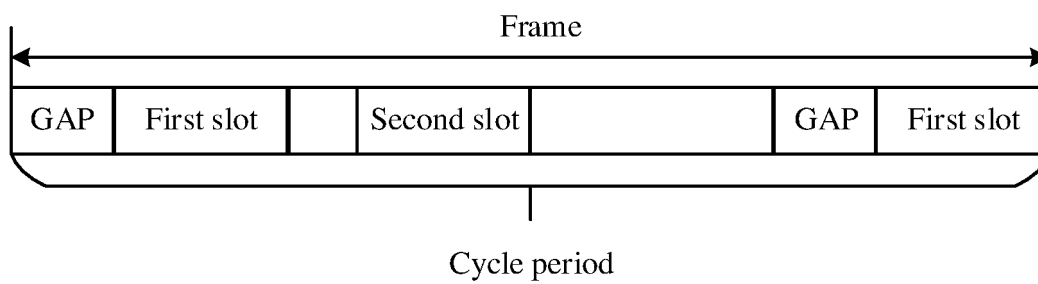 Frame
GAP First slot Second slot GAP First slot
Cycle period